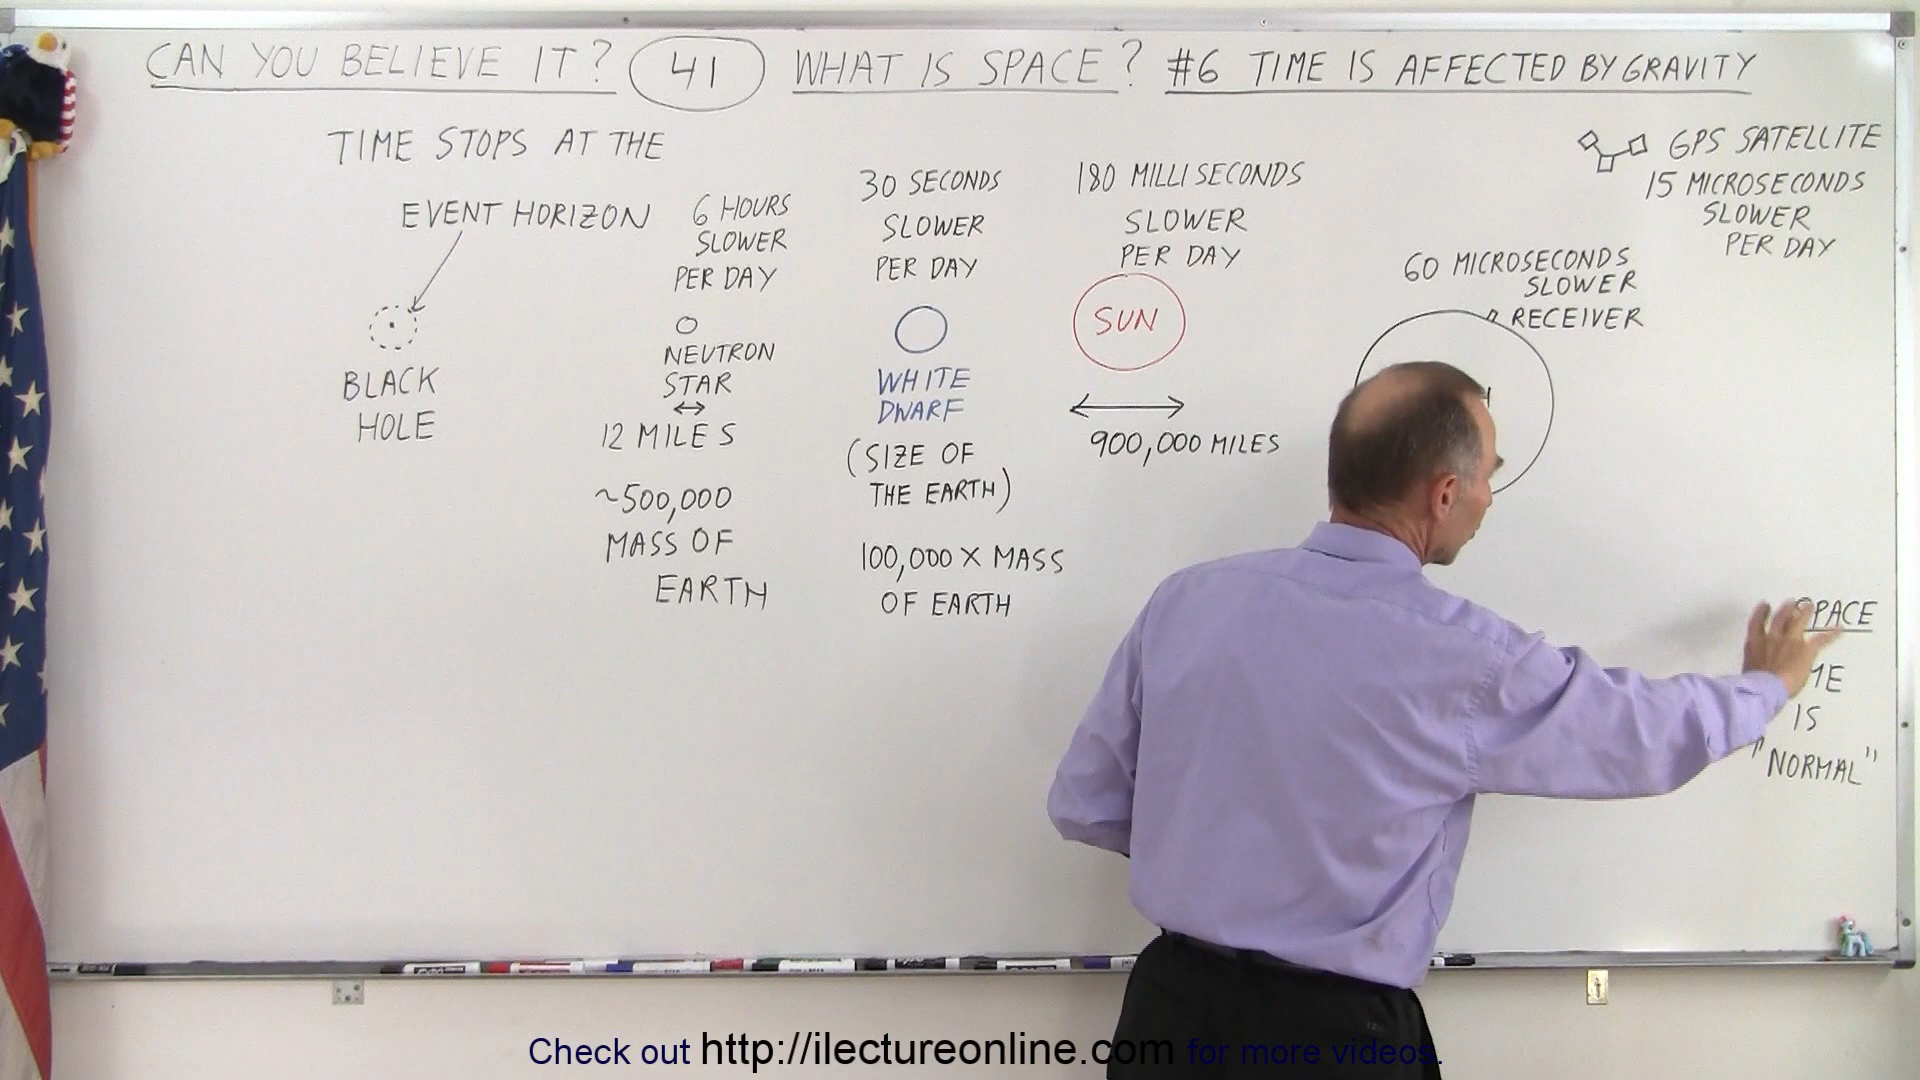 CAN YOU BELIEVE IT? 41 WHAT IS SPACE? #6 TIME IS AFFECTED BY GRAVITY
TIME STOPS AT THE
EVENT HORIZON
BLACK
HOLE
6 HOURS
SLOWER
PER DAY
NEUTRON
STAR
12 MILES
~500,000
MASS OF
EARTH
30 SECONDS
SLOWER
PER DAY
WHITE
DWARF
(SIZE OF
THE EARTH)
100,000 X MASS
OF EARTH
180 MILLISECONDS
SLOWER
PER DAY
SUN
900,000 MILES
GPS SATELLITE
15 MICROSECONDS
SLOWER
PER DAY
60 MICROSECONDS
SLOWER
RECEIVER
SPACE
IS
"NORMAL"
Check out http://ilectureonline.com for more videos.